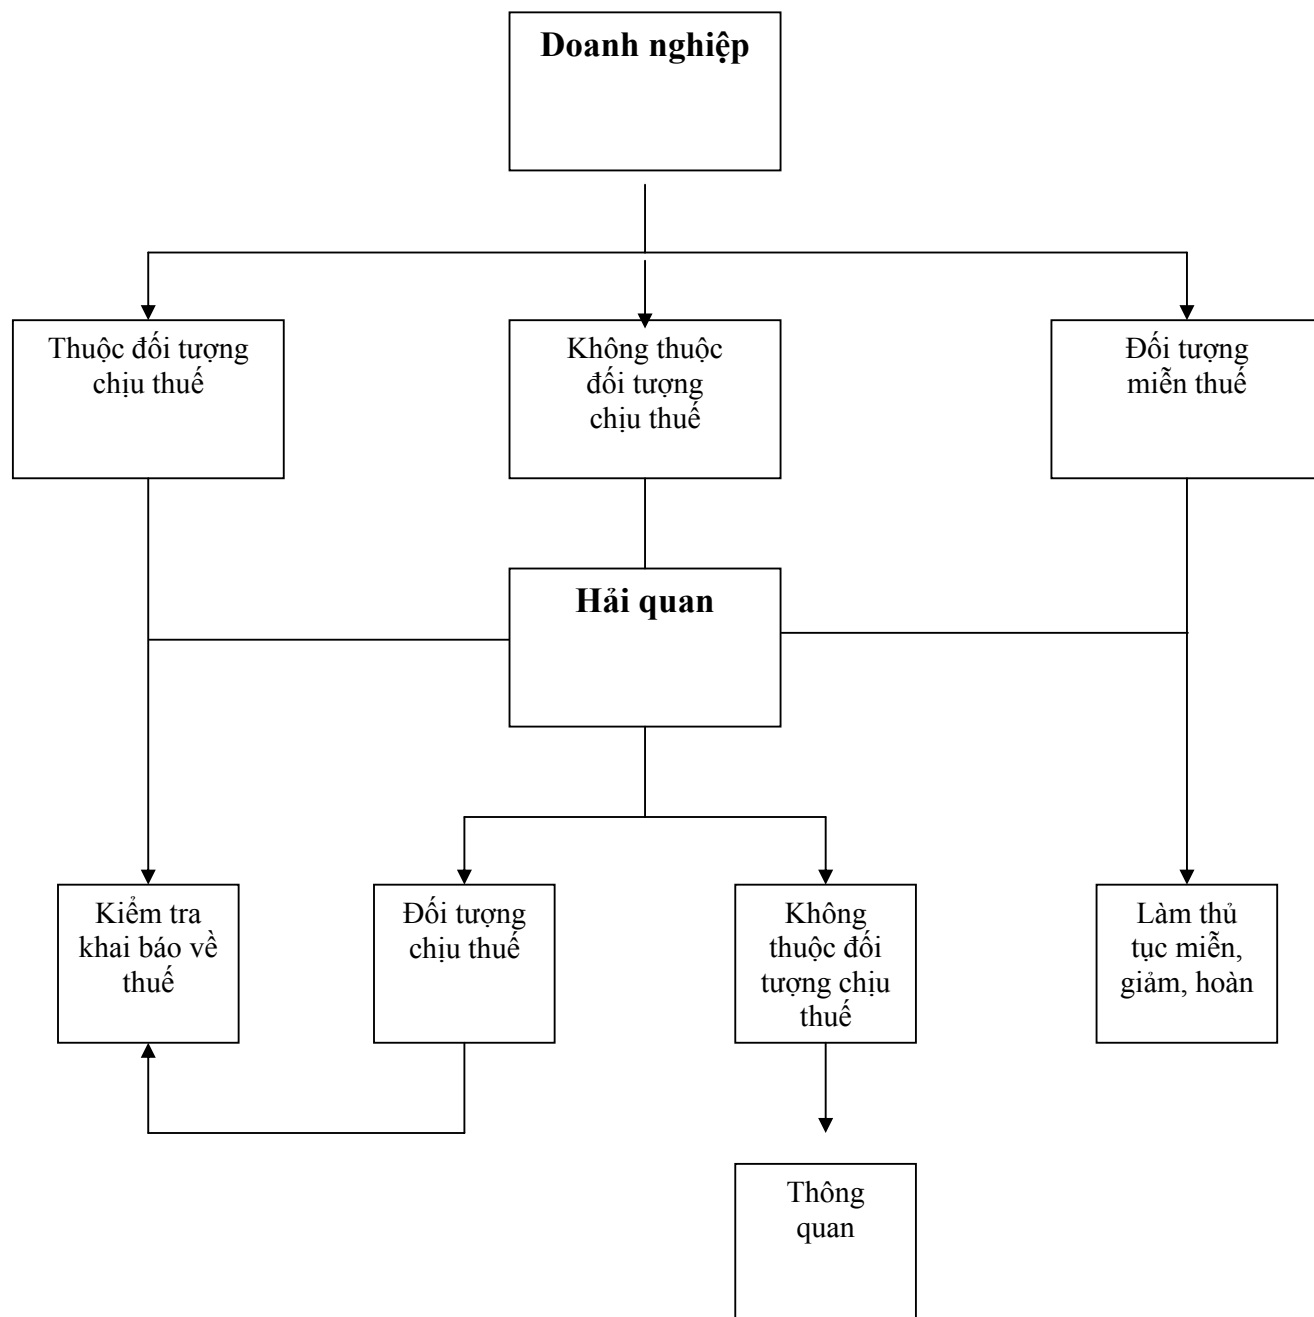 Doanh nghiệp
Thuộc đối tượng
chịu thuế
Không thuộc
đối tượng
chịu thuế
Đối tượng
miễn thuế
Hải quan
Kiểm tra
khai báo về
thuế
Đối tượng
chịu thuế
Không
thuộc đối
tượng chịu
thuế
Làm thủ
tục miễn,
giảm, hoàn
Thông
quan